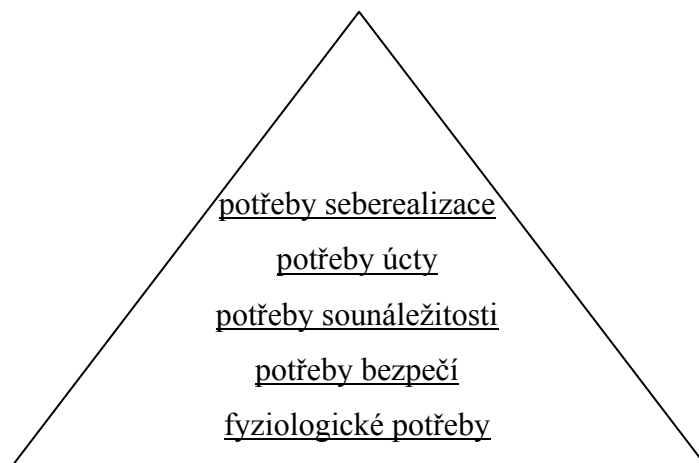 potřeby seberealizace
potřeby úcty
potřeby sounáležitosti
potřeby bezpečí
fyziologické potřeby